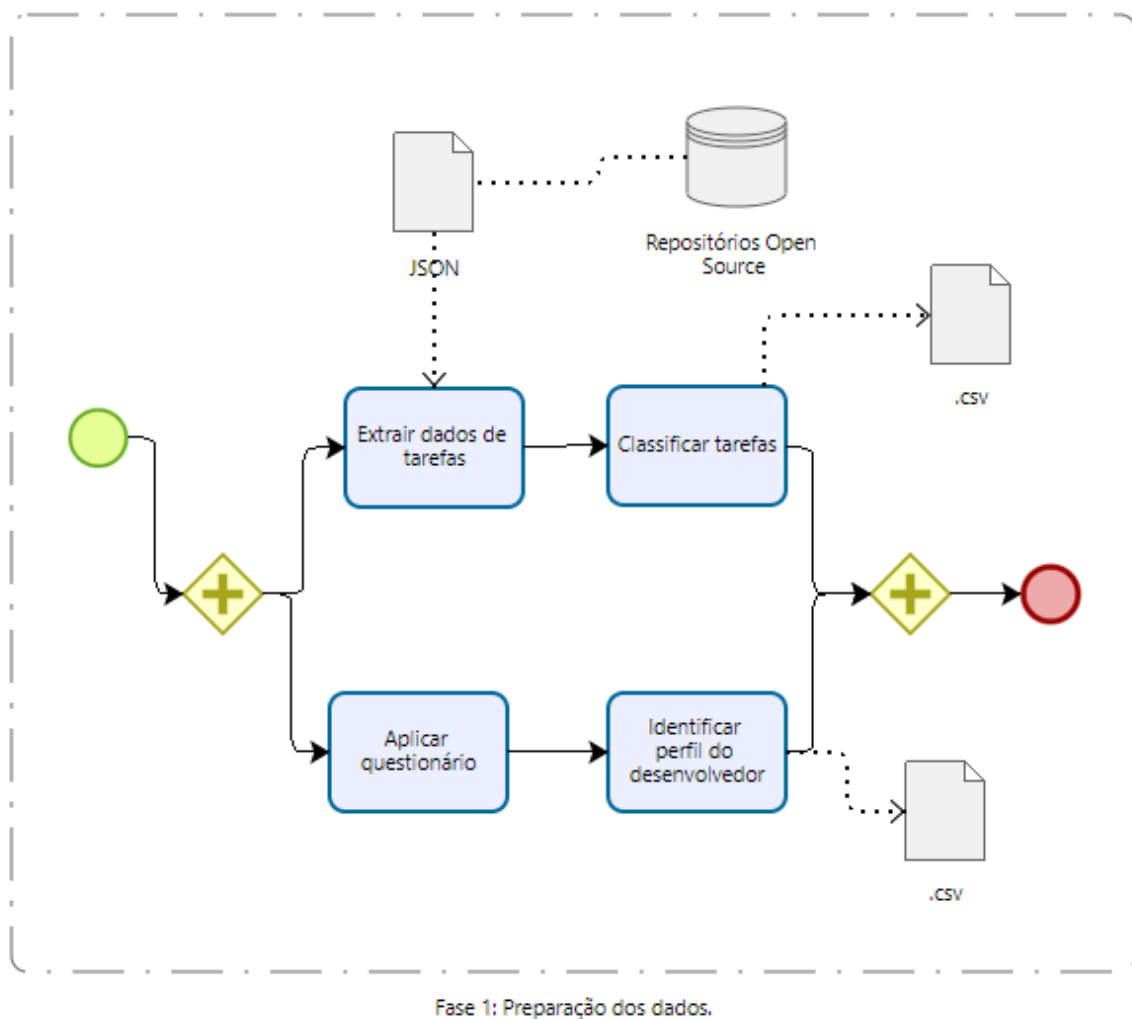 JSON
Repositórios Open
Source
.csv
Extrair dados de
tarefas
Classificar tarefas
Aplicar
questionário
Identificar
perfil do
desenvolvedor
.csv
Fase 1: Preparação dos dados.